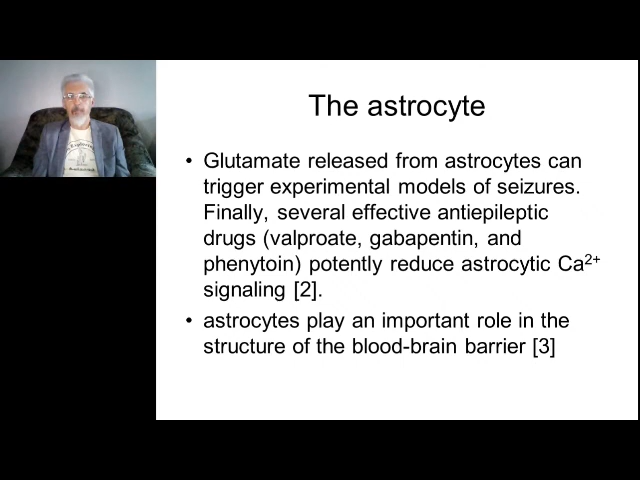 The astrocyte
• Glutamate released from astrocytes can
trigger experimental models of seizures.
Finally, several effective antiepileptic
drugs (valproate, gabapentin, and
phenytoin) potently reduce astrocytic Ca²⁺
signaling [2].
• astrocytes play an important role in the
structure of the blood-brain barrier [3]